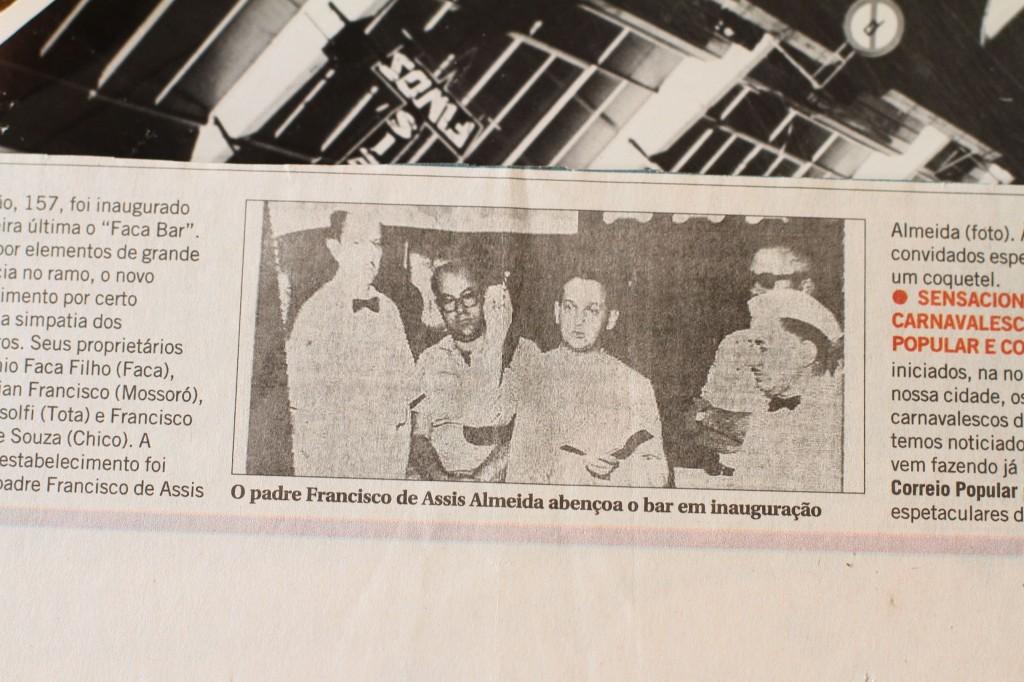 FINOS
io, 157, foi inaugurado
eira última o "Faca Bar".
por elementos de grande
cia no ramo, o novo
imento por certo
a simpatia dos
ros. Seus proprietários
nio Faca Filho (Faca),
ian Francisco (Mossoró),
solfi (Tota) e Francisco
e Souza (Chico). A
estabelecimento foi
padre Francisco de Assis
O padre Francisco de Assis Almeida abençoa o bar em inauguração
Almeida (foto). A
convidados espe
um coquetel.
● SENSACION
CARNAVALESC
POPULAR E CO
iniciados, na no
nossa cidade, os
carnavalescos d
temos noticiado
vem fazendo já
Correio Popular
espetaculares d